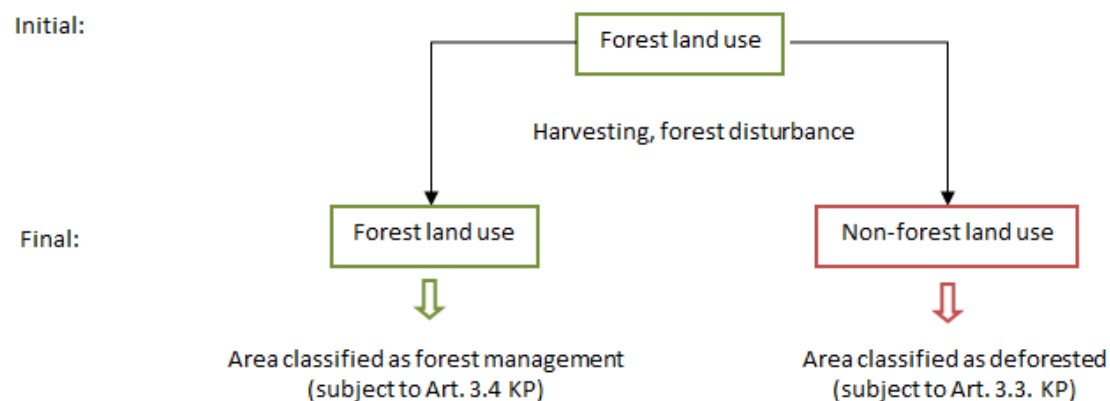 Initial:
Forest land use
Harvesting, forest disturbance
Final:
Forest land use
Non-forest land use
Area classified as forest management
(subject to Art. 3.4 KP)
Area classified as deforested
(subject to Art. 3.3. KP)